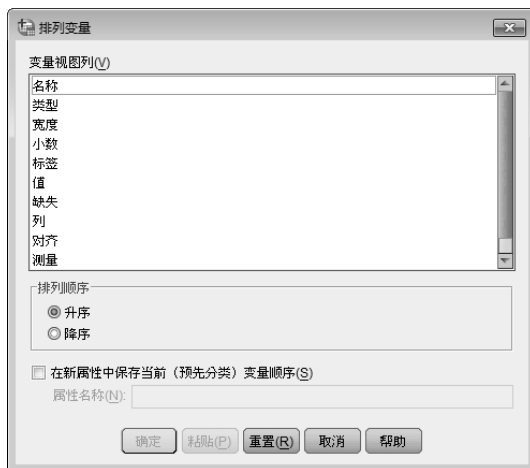 排列变量
变量视图列(V)
名称
类型
宽度
小数
标签
值
缺失
列
对齐
测量
排列顺序
升序
降序
在新属性中保存当前（预先分类）变量顺序(S)
属性名称(N):
确定 粘贴(P) 重置(R) 取消 帮助